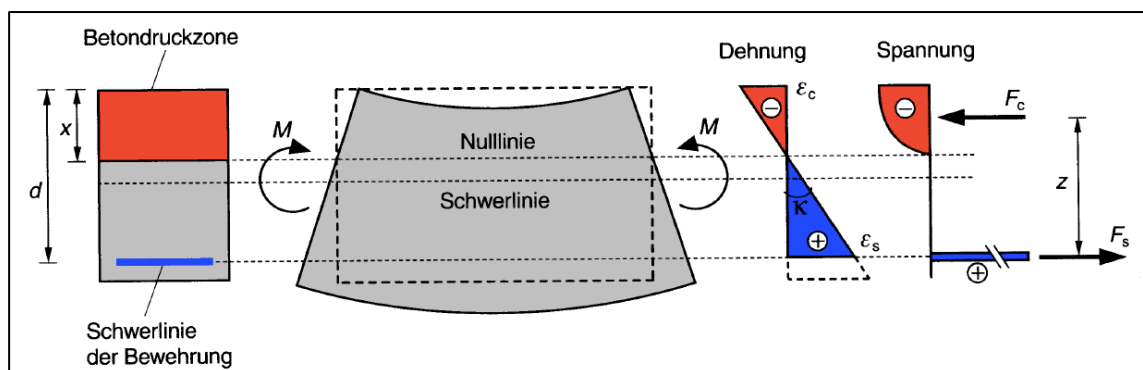 Betondruckzone
Dehnung
Spannung
x
d
M
Nulllinie
Schwerlinie
M
εc
κ
εs
Fc
z
Fs
Schwerlinie
der Bewehrung